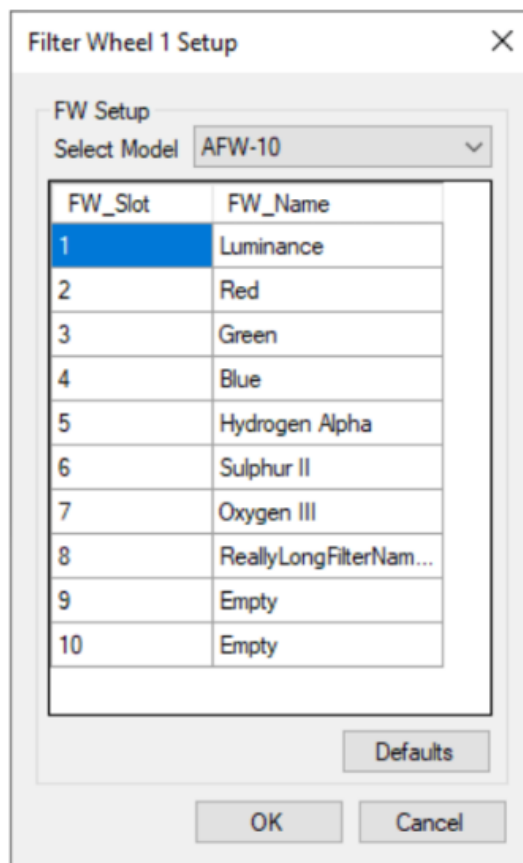 Filter Wheel 1 Setup
FW Setup
Select Model AFW-10
FW_Slot FW_Name
1 Luminance
2 Red
3 Green
4 Blue
5 Hydrogen Alpha
6 Sulphur II
7 Oxygen III
8 ReallyLongFilterNam...
9 Empty
10 Empty
Defaults
OK Cancel